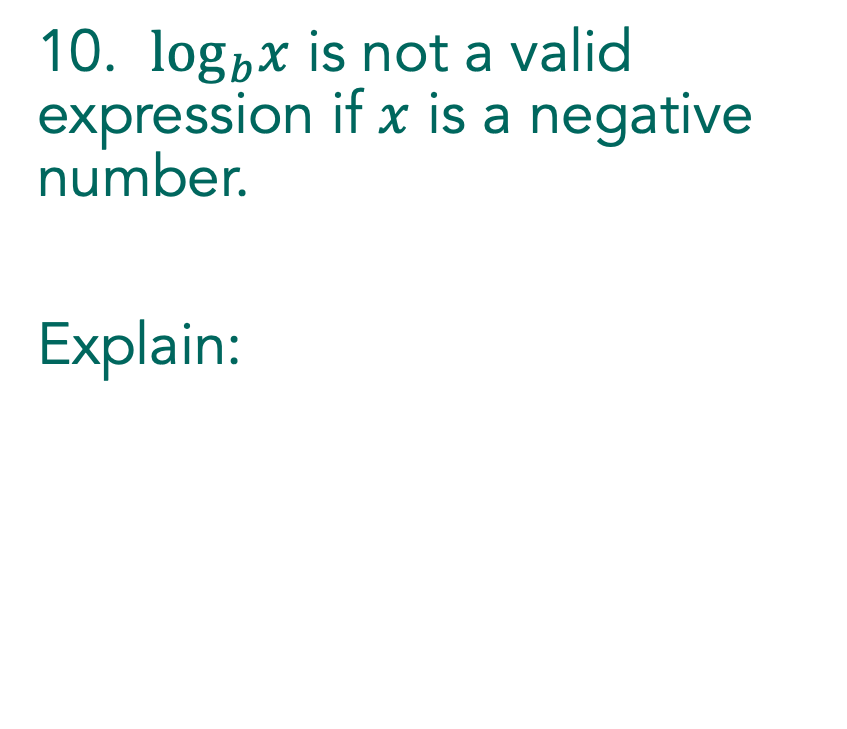 10. log_b x is not a valid
expression if x is a negative
number.
Explain: